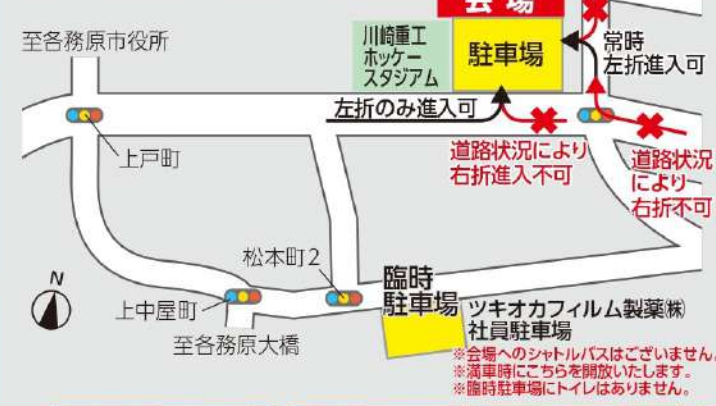 会場
至各務原市役所
川崎重工
ホッケー
スタジアム
駐車場
常時
左折進入可
左折のみ進入可
上戸町
道路状況により
右折進入不可
道路状況
により
右折不可
松本町2
臨時
駐車場
N
上中屋町
至各務原大橋
ツキオカフィルム製薬㈱
社員駐車場
※会場へのシャトルバスはございません。
※満車時にこちらを開放いたします。
※臨時駐車場にトイレはありません。